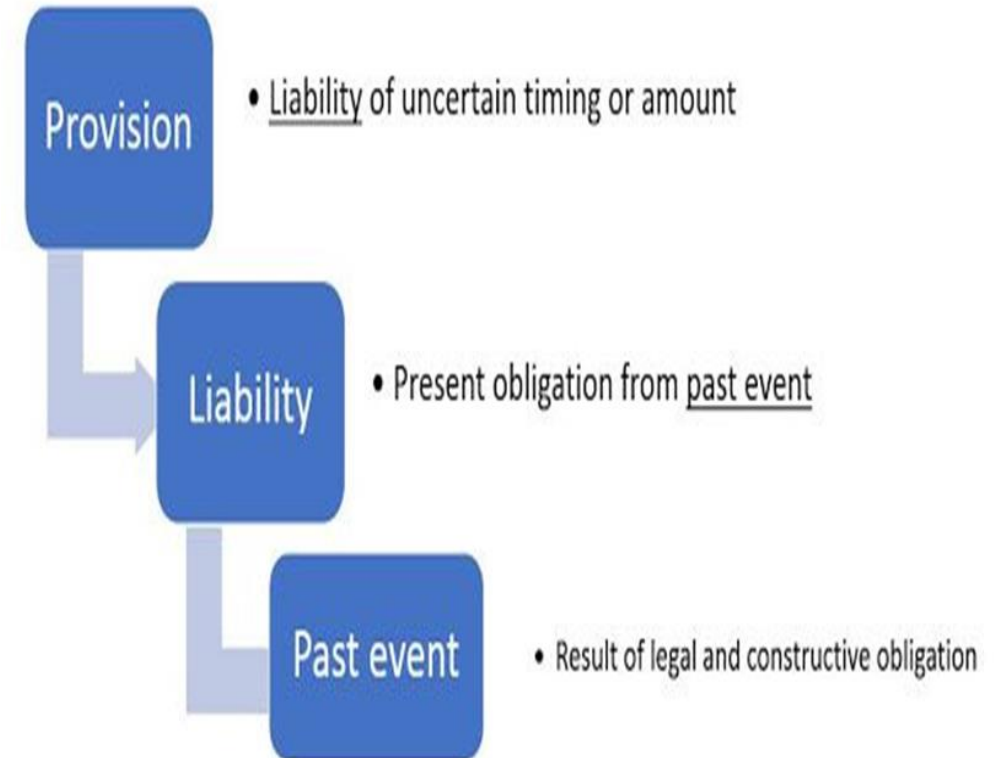 Provision
• Liability of uncertain timing or amount
Liability
• Present obligation from past event
Past event
• Result of legal and constructive obligation